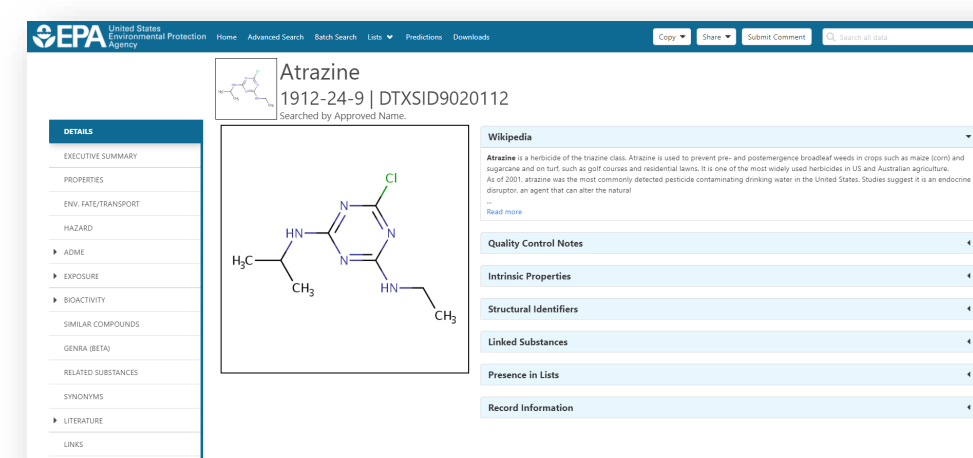 EPA United States
Environmental Protection
Agency
Home Advanced Search Batch Search Lists Predictions Downloads
Copy Share Submit Comment Search all data
Atrazine
1912-24-9 | DTXSID9020112
Searched by Approved Name.
DETAILS
EXECUTIVE SUMMARY
PROPERTIES
ENV. FATE/TRANSPORT
HAZARD
ADME
EXPOSURE
BIOACTIVITY
SIMILAR COMPOUNDS
GENRA (BETA)
RELATED SUBSTANCES
SYNONYMS
LITERATURE
LINKS
Cl
N
HN N
H3C N
CH3 HN
CH3
Wikipedia
Atrazine is a herbicide of the triazine class. Atrazine is used to prevent pre- and postemergence broadleaf weeds in crops such as maize (corn) and
sugarcane and on turf, such as golf courses and residential lawns. It is one of the most widely used herbicides in US and Australian agriculture.
As of 2001, atrazine was the most commonly detected pesticide contaminating drinking water in the United States. Studies suggest it is an endocrine
disruptor, an agent that can alter the natural
...
Read more
Quality Control Notes
Intrinsic Properties
Structural Identifiers
Linked Substances
Presence in Lists
Record Information